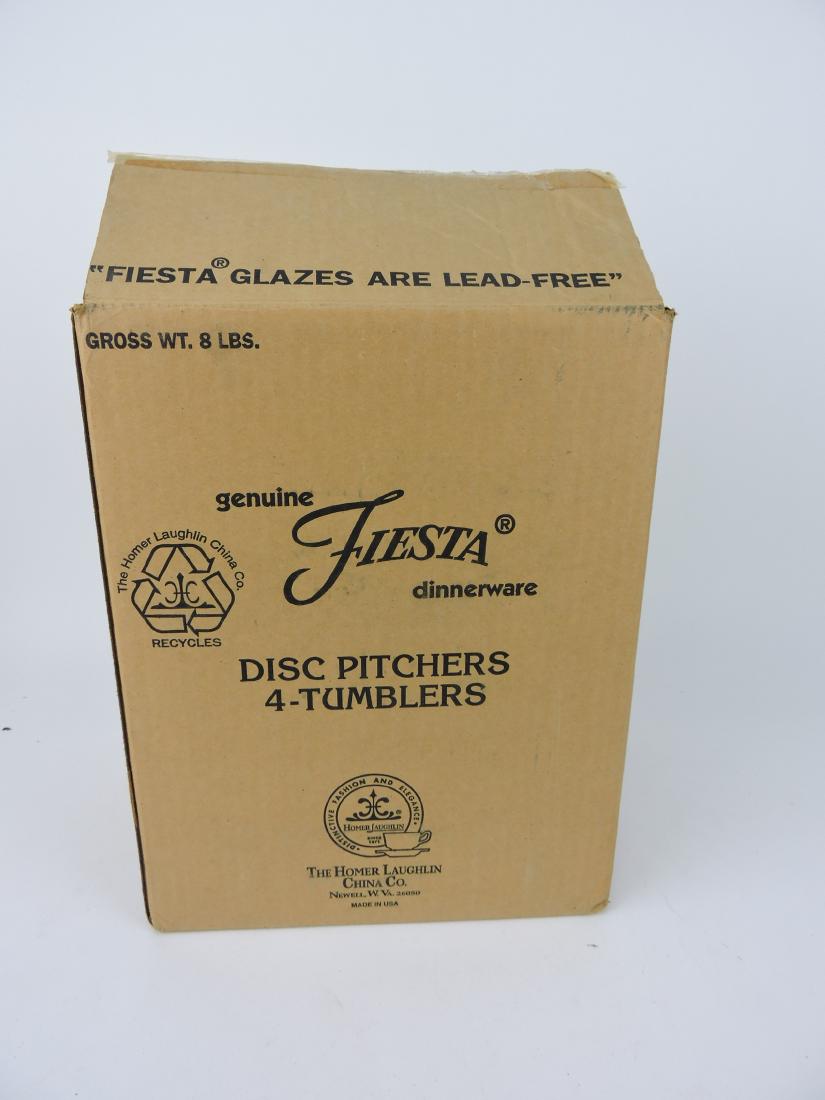 "FIESTA® GLAZES ARE LEAD-FREE"
GROSS WT. 8 LBS.
genuine
FIESTA®
dinnerware
The Homer Laughlin China Co.
RECYCLES
DISC PITCHERS
4-TUMBLERS
DISTINCTIVE FASHION AND ELEGANCE
HOMER LAUGHLIN
SINCE
THE HOMER LAUGHLIN
CHINA CO.
NEWELL, W. VA. 26050
MADE IN USA